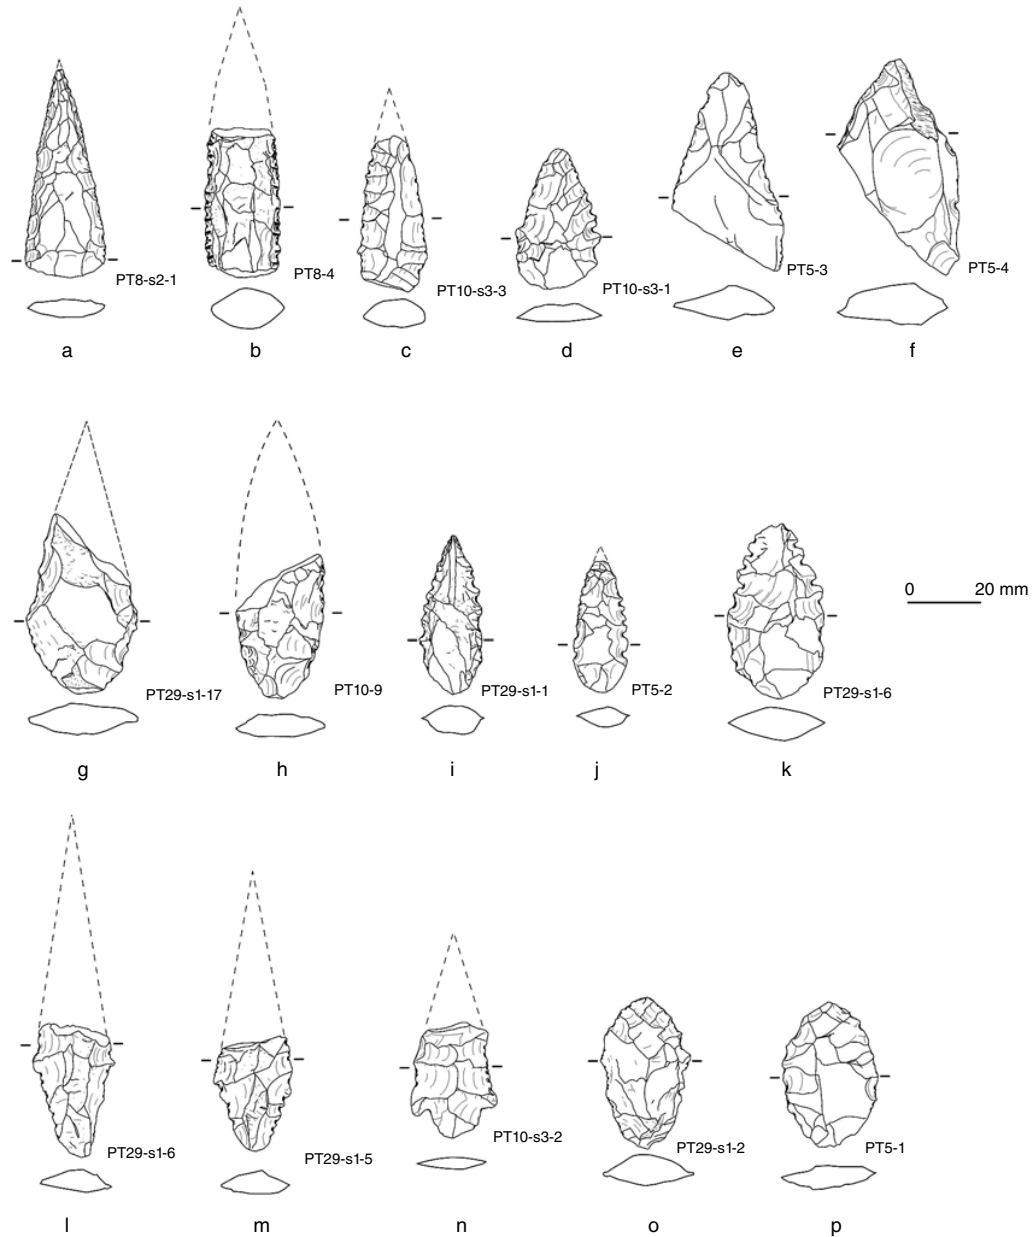 PT8-s2-1
PT8-4
PT10-s3-3
PT10-s3-1
PT5-3
PT5-4
a
b
c
d
e
f
0 20 mm
PT29-s1-17
PT10-9
PT29-s1-1
PT5-2
PT29-s1-6
g
h
i
j
k
PT29-s1-6
PT29-s1-5
PT10-s3-2
PT29-s1-2
PT5-1
l
m
n
o
p